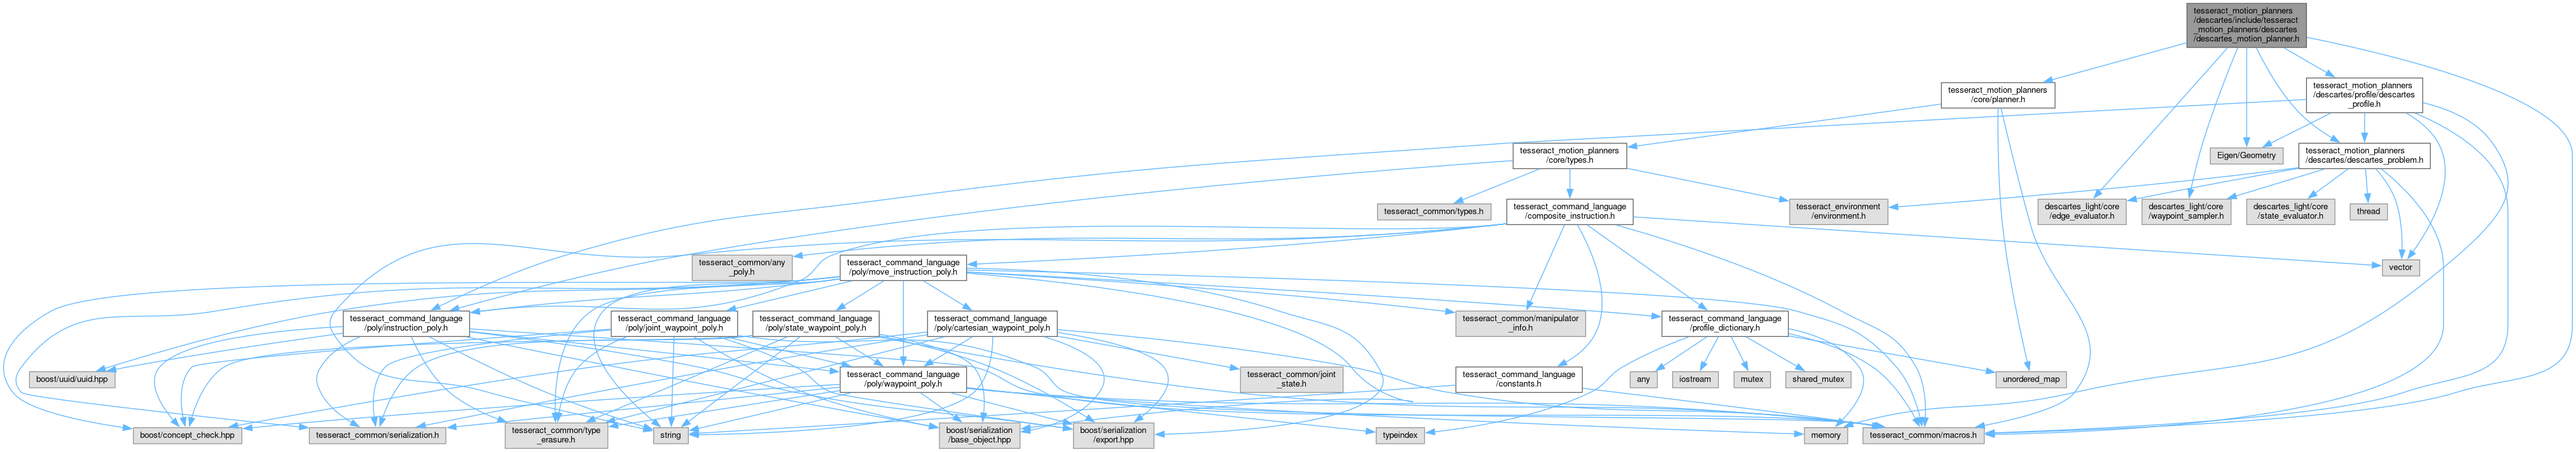 tesseract_motion_planners
/descartes/include/tesseract
_motion_planners/descartes
/descartes_motion_planner.h
tesseract_motion_planners
/core/planner.h
tesseract_motion_planners
/descartes/profile/descartes
_profile.h
tesseract_motion_planners
/core/types.h
Eigen/Geometry
tesseract_motion_planners
/descartes/descartes_problem.h
tesseract_common/types.h
tesseract_command_language
/composite_instruction.h
tesseract_environment
/environment.h
descartes_light/core
/edge_evaluator.h
descartes_light/core
/waypoint_sampler.h
descartes_light/core
/state_evaluator.h
thread
tesseract_common/any
_poly.h
tesseract_command_language
/poly/move_instruction_poly.h
vector
tesseract_command_language
/poly/instruction_poly.h
tesseract_command_language
/poly/joint_waypoint_poly.h
tesseract_command_language
/poly/state_waypoint_poly.h
tesseract_command_language
/poly/cartesian_waypoint_poly.h
tesseract_common/manipulator
_info.h
tesseract_command_language
/profile_dictionary.h
boost/uuid/uuid.hpp
tesseract_command_language
/poly/waypoint_poly.h
tesseract_common/joint
_state.h
tesseract_command_language
/constants.h
any
iostream
mutex
shared_mutex
unordered_map
boost/concept_check.hpp
tesseract_common/serialization.h
tesseract_common/type
_erasure.h
string
boost/serialization
/base_object.hpp
boost/serialization
/export.hpp
typeindex
memory
tesseract_common/macros.h